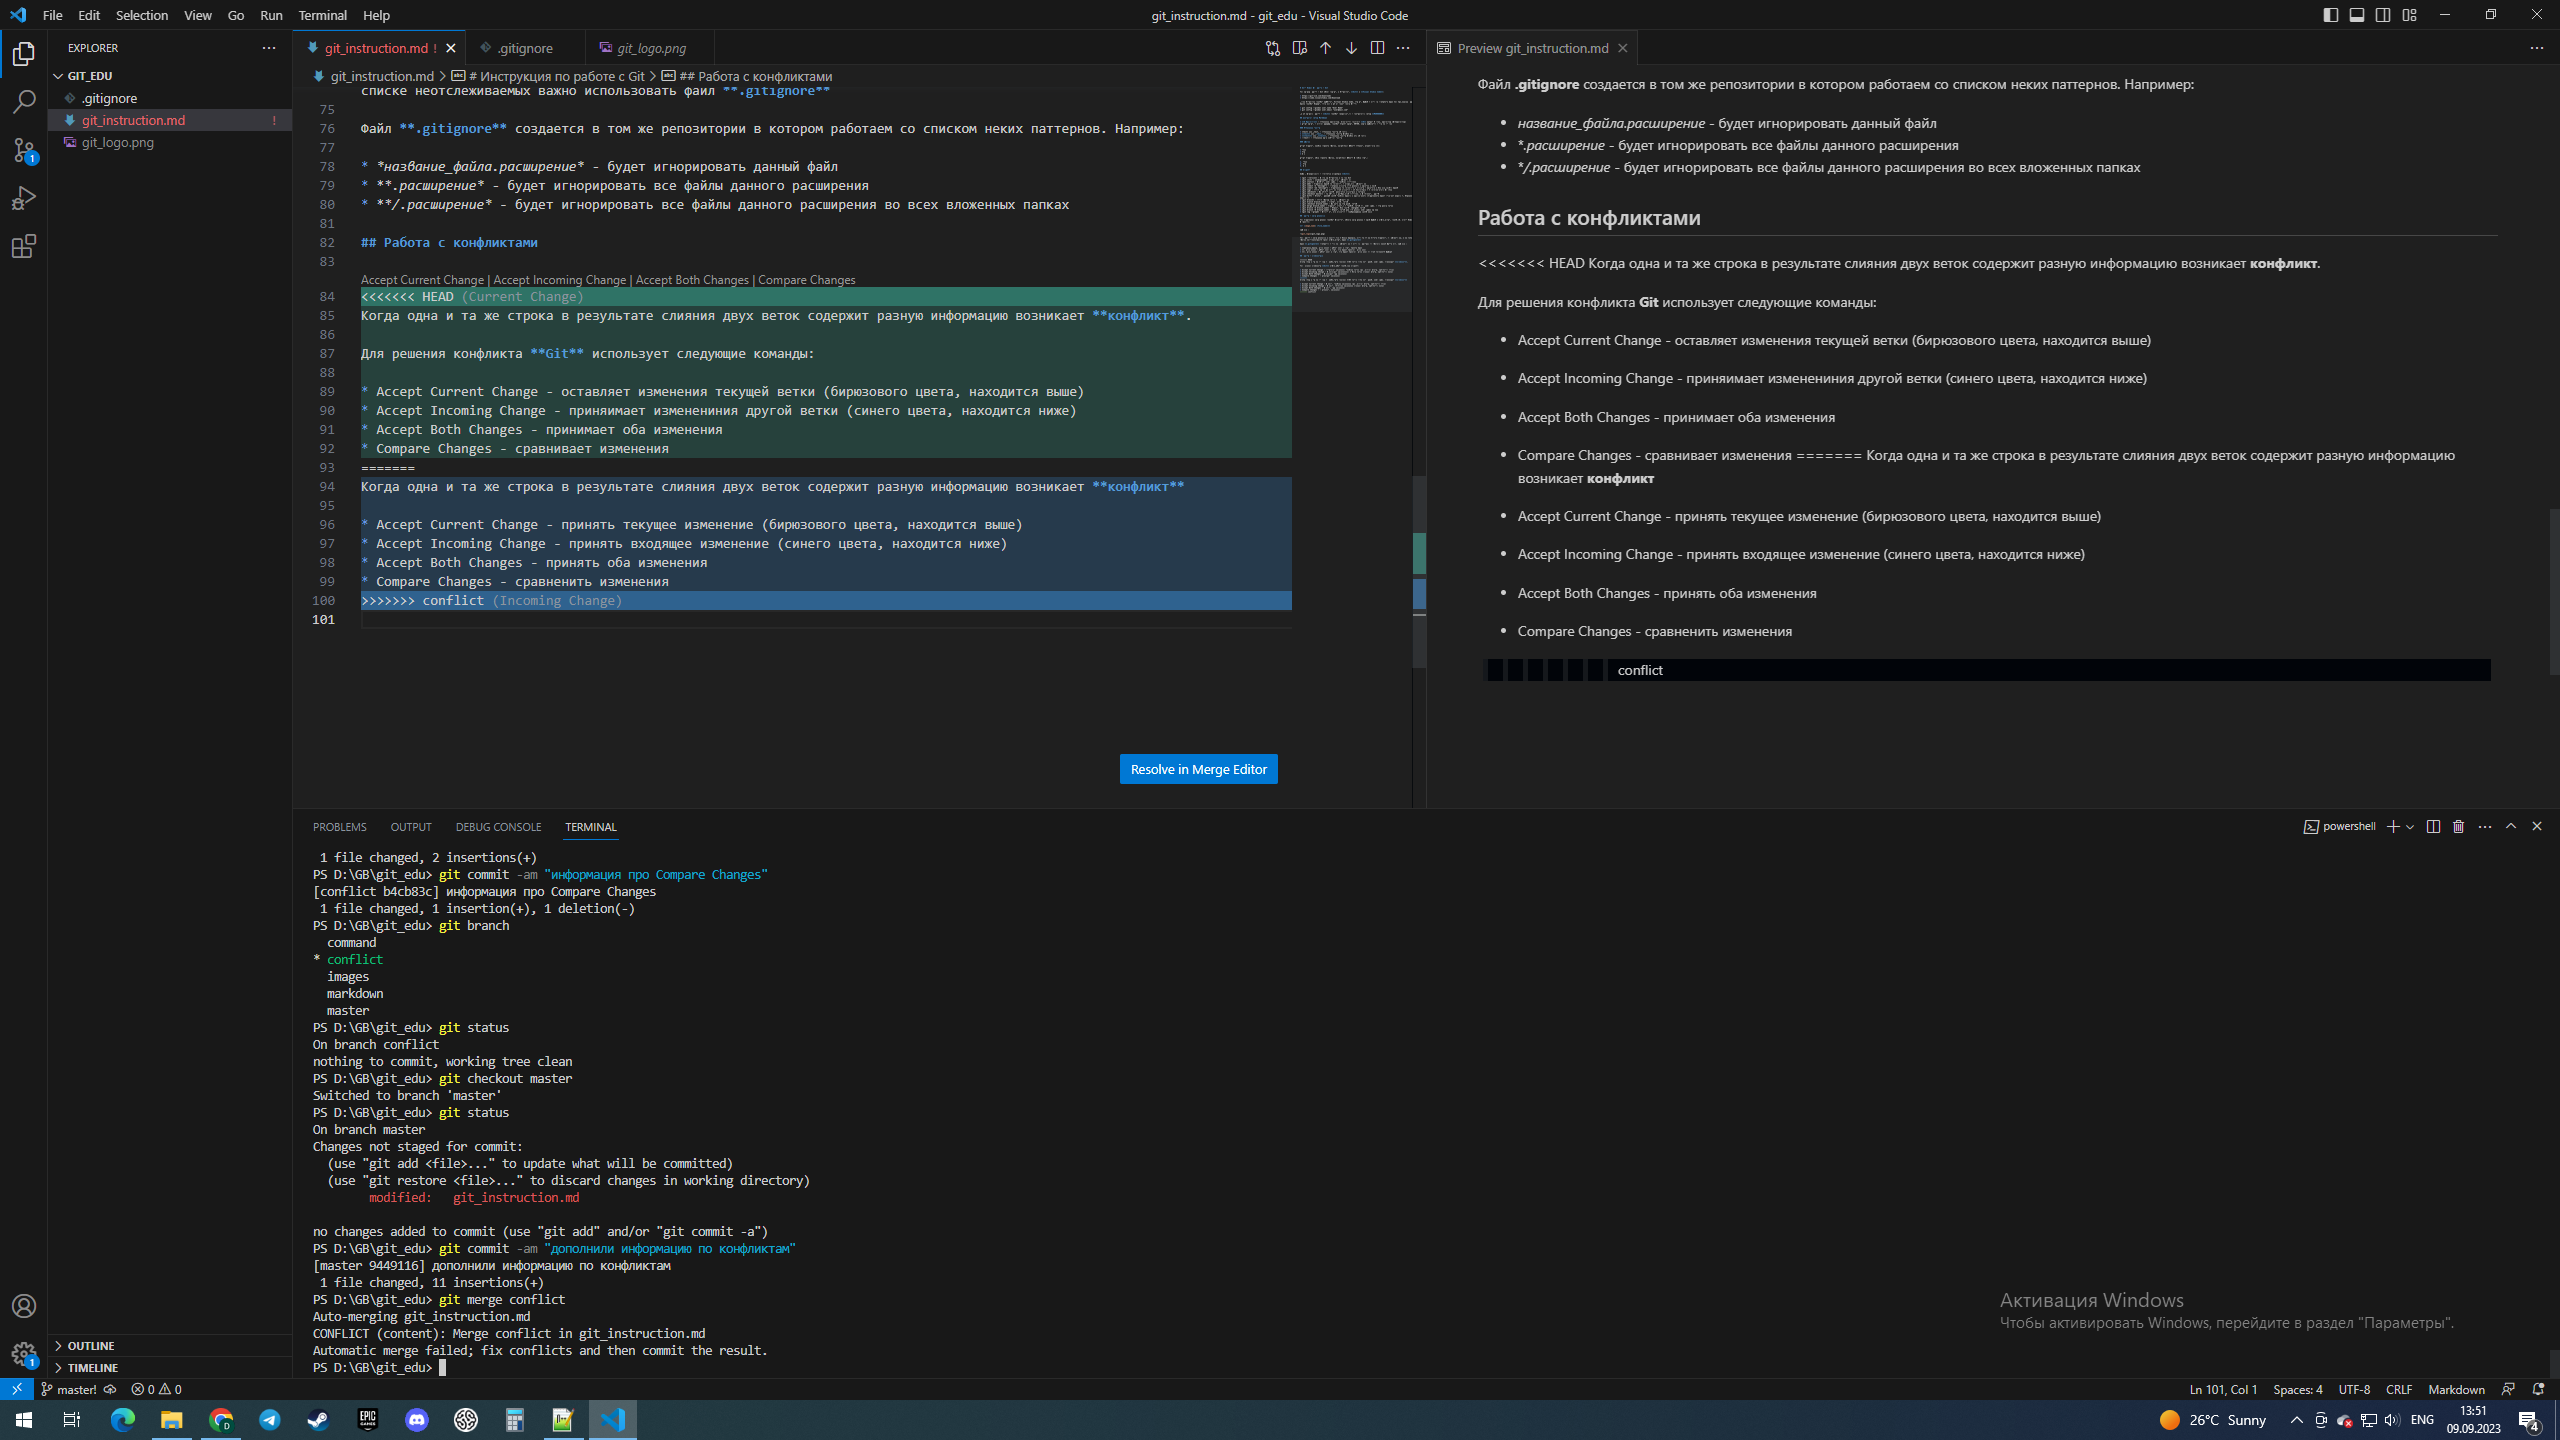 File Edit Selection View Go Run Terminal Help
git_instruction.md - git_edu - Visual Studio Code
EXPLORER
GIT_EDU
.gitignore
git_instruction.md !
git_logo.png
1
git_instruction.md !
.gitignore
git_logo.png
git_instruction.md > # Инструкция по работе с Git > ## Работа с конфликтами
списке неотслеживаемых важно использовать файл **.gitignore**
75
76 Файл **.gitignore** создается в том же репозитории в котором работаем со списком неких паттернов. Например:
77
78 * *название_файла.расширение* - будет игнорировать данный файл
79 * **.расширение* - будет игнорировать все файлы данного расширения
80 * **/.расширение* - будет игнорировать все файлы данного расширения во всех вложенных папках
81
82 ## Работа с конфликтами
83
Accept Current Change | Accept Incoming Change | Accept Both Changes | Compare Changes
84 <<<<<<< HEAD (Current Change)
85 Когда одна и та же строка в результате слияния двух веток содержит разную информацию возникает **конфликт**.
86
87 Для решения конфликта **Git** использует следующие команды:
88
89 * Accept Current Change - оставляет изменения текущей ветки (бирюзового цвета, находится выше)
90 * Accept Incoming Change - приняимает изменениния другой ветки (синего цвета, находится ниже)
91 * Accept Both Changes - принимает оба изменения
92 * Compare Changes - сравнивает изменения
93 =======
94 Когда одна и та же строка в результате слияния двух веток содержит разную информацию возникает **конфликт**
95
96 * Accept Current Change - принять текущее изменение (бирюзового цвета, находится выше)
97 * Accept Incoming Change - принять входящее изменение (синего цвета, находится ниже)
98 * Accept Both Changes - принять оба изменения
99 * Compare Changes - сравненить изменения
100 >>>>>>> conflict (Incoming Change)
101
Resolve in Merge Editor
Preview git_instruction.md
Файл .gitignore создается в том же репозитории в котором работаем со списком неких паттернов. Например:
• название_файла.расширение - будет игнорировать данный файл
• *.расширение - будет игнорировать все файлы данного расширения
• */.расширение - будет игнорировать все файлы данного расширения во всех вложенных папках
Работа с конфликтами
<<<<<<< HEAD Когда одна и та же строка в результате слияния двух веток содержит разную информацию возникает конфликт.
Для решения конфликта Git использует следующие команды:
• Accept Current Change - оставляет изменения текущей ветки (бирюзового цвета, находится выше)
• Accept Incoming Change - приняимает изменениния другой ветки (синего цвета, находится ниже)
• Accept Both Changes - принимает оба изменения
• Compare Changes - сравнивает изменения ======= Когда одна и та же строка в результате слияния двух веток содержит разную информацию
возникает конфликт
• Accept Current Change - принять текущее изменение (бирюзового цвета, находится выше)
• Accept Incoming Change - принять входящее изменение (синего цвета, находится ниже)
• Accept Both Changes - принять оба изменения
• Compare Changes - сравненить изменения
conflict
PROBLEMS OUTPUT DEBUG CONSOLE TERMINAL
powershell
1 file changed, 2 insertions(+)
PS D:\GB\git_edu> git commit -am "информация про Compare Changes"
[conflict b4cb83c] информация про Compare Changes
1 file changed, 1 insertion(+), 1 deletion(-)
PS D:\GB\git_edu> git branch
command
* conflict
images
markdown
master
PS D:\GB\git_edu> git status
On branch conflict
nothing to commit, working tree clean
PS D:\GB\git_edu> git checkout master
Switched to branch 'master'
PS D:\GB\git_edu> git status
On branch master
Changes not staged for commit:
(use "git add <file>..." to update what will be committed)
(use "git restore <file>..." to discard changes in working directory)
modified: git_instruction.md
no changes added to commit (use "git add" and/or "git commit -a")
PS D:\GB\git_edu> git commit -am "дополнили информацию по конфликтам"
[master 9449116] дополнили информацию по конфликтам
1 file changed, 11 insertions(+)
PS D:\GB\git_edu> git merge conflict
Auto-merging git_instruction.md
CONFLICT (content): Merge conflict in git_instruction.md
Automatic merge failed; fix conflicts and then commit the result.
PS D:\GB\git_edu>
Активация Windows
Чтобы активировать Windows, перейдите в раздел "Параметры".
OUTLINE
TIMELINE
1
master! 0 0
Ln 101, Col 1 Spaces: 4 UTF-8 CRLF Markdown
EPIC GAMES
26°C Sunny
ENG
13:51
09.09.2023
4